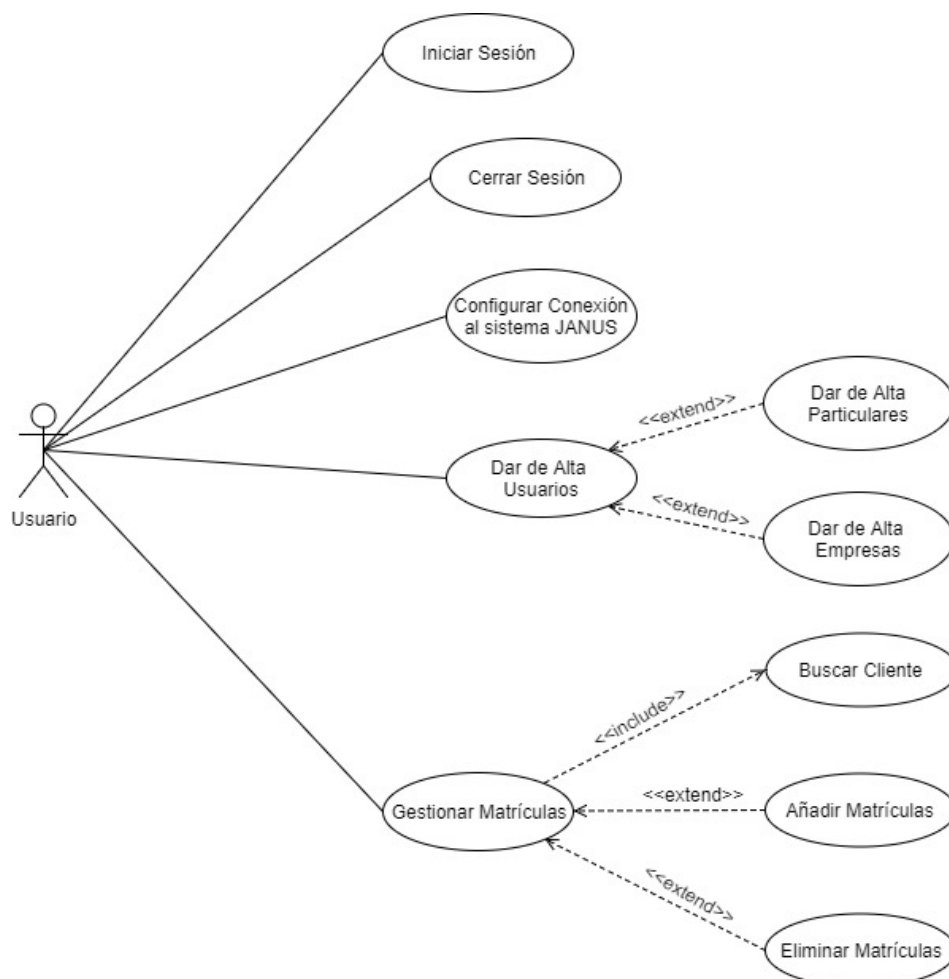 Iniciar Sesión
Cerrar Sesión
Configurar Conexión
al sistema JANUS
Usuario
Dar de Alta
Usuarios
<<extend>>
Dar de Alta
Particulares
<<extend>>
Dar de Alta
Empresas
Gestionar Matrículas
<<include>>
Buscar Cliente
<<extend>>
Añadir Matrículas
<<extend>>
Eliminar Matrículas